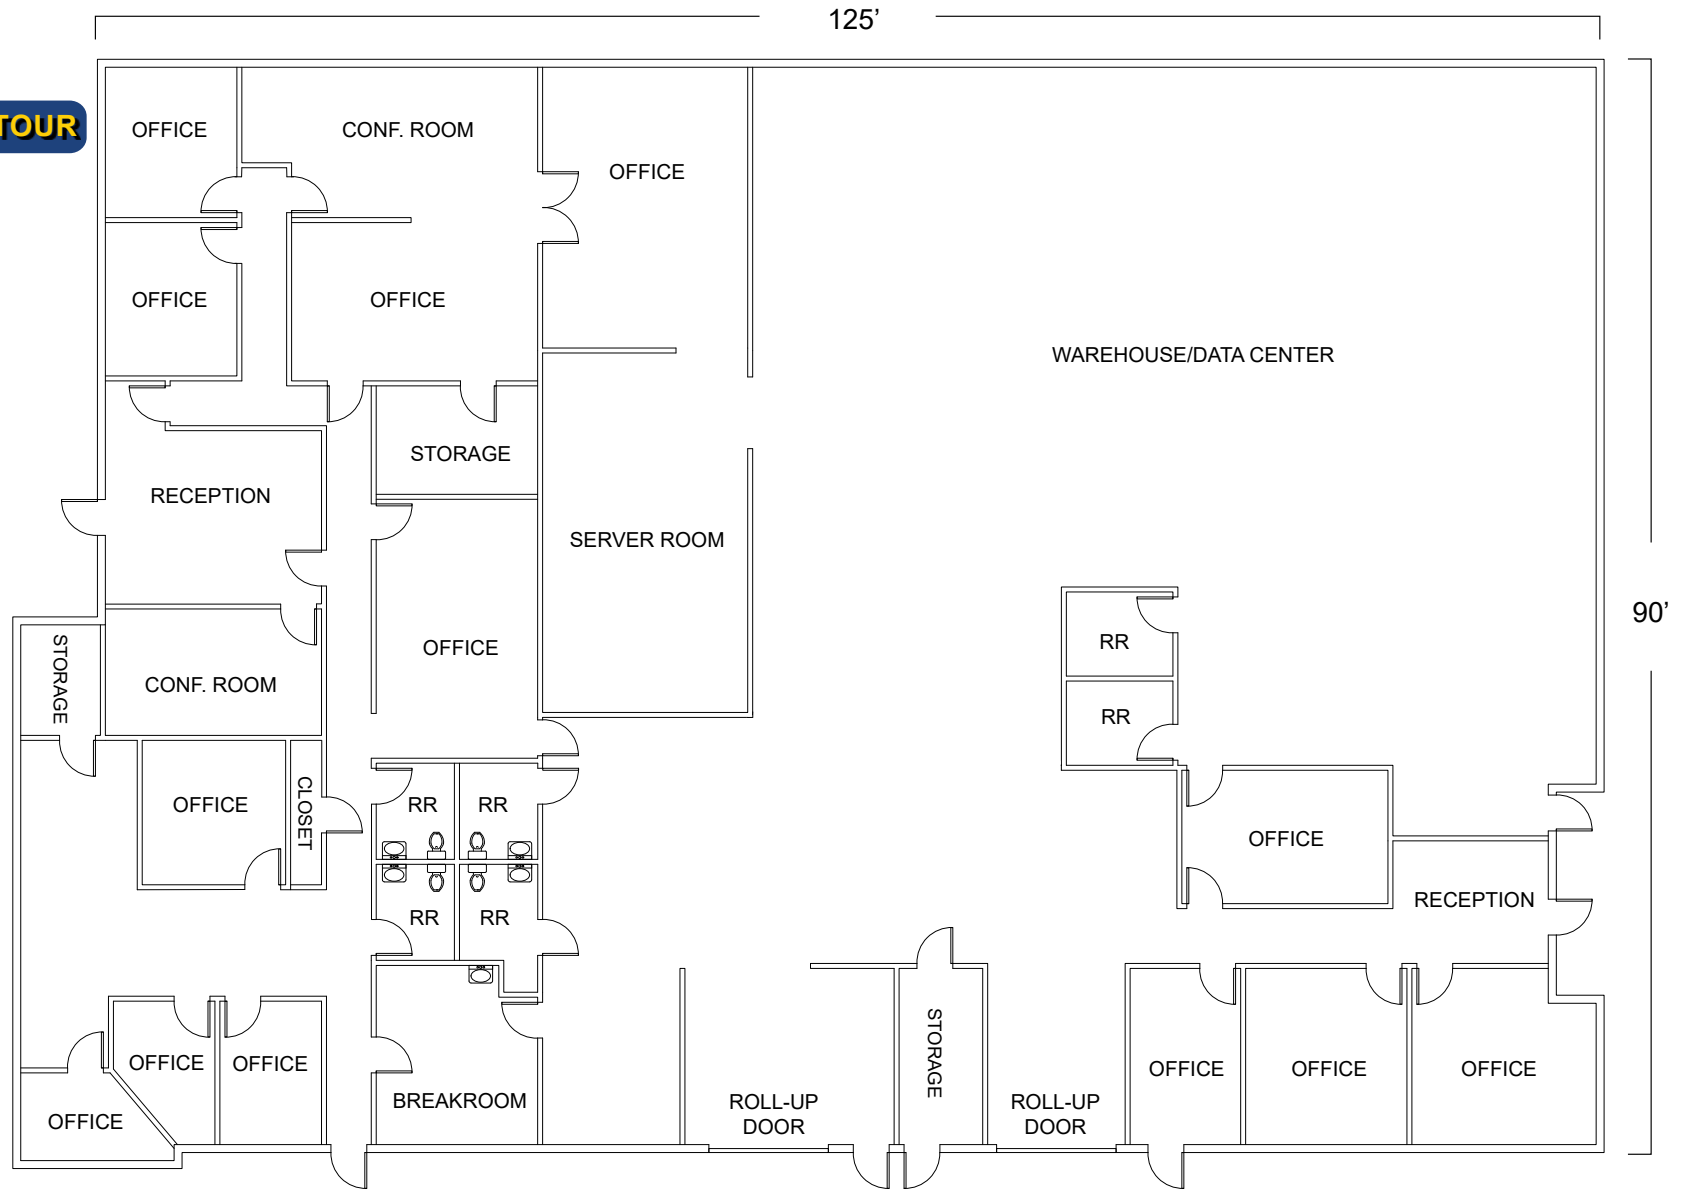 125’
TOUR
OFFICE
CONF. ROOM
OFFICE
OFFICE
OFFICE
WAREHOUSE/DATA CENTER
STORAGE
RECEPTION
SERVER ROOM
90’
STORAGE
CONF. ROOM
OFFICE
RR
RR
OFFICE
CLOSET
RR
RR
OFFICE
RR
RR
RECEPTION
OFFICE
OFFICE
OFFICE
BREAKROOM
ROLL-UP
DOOR
STORAGE
ROLL-UP
DOOR
OFFICE
OFFICE
OFFICE